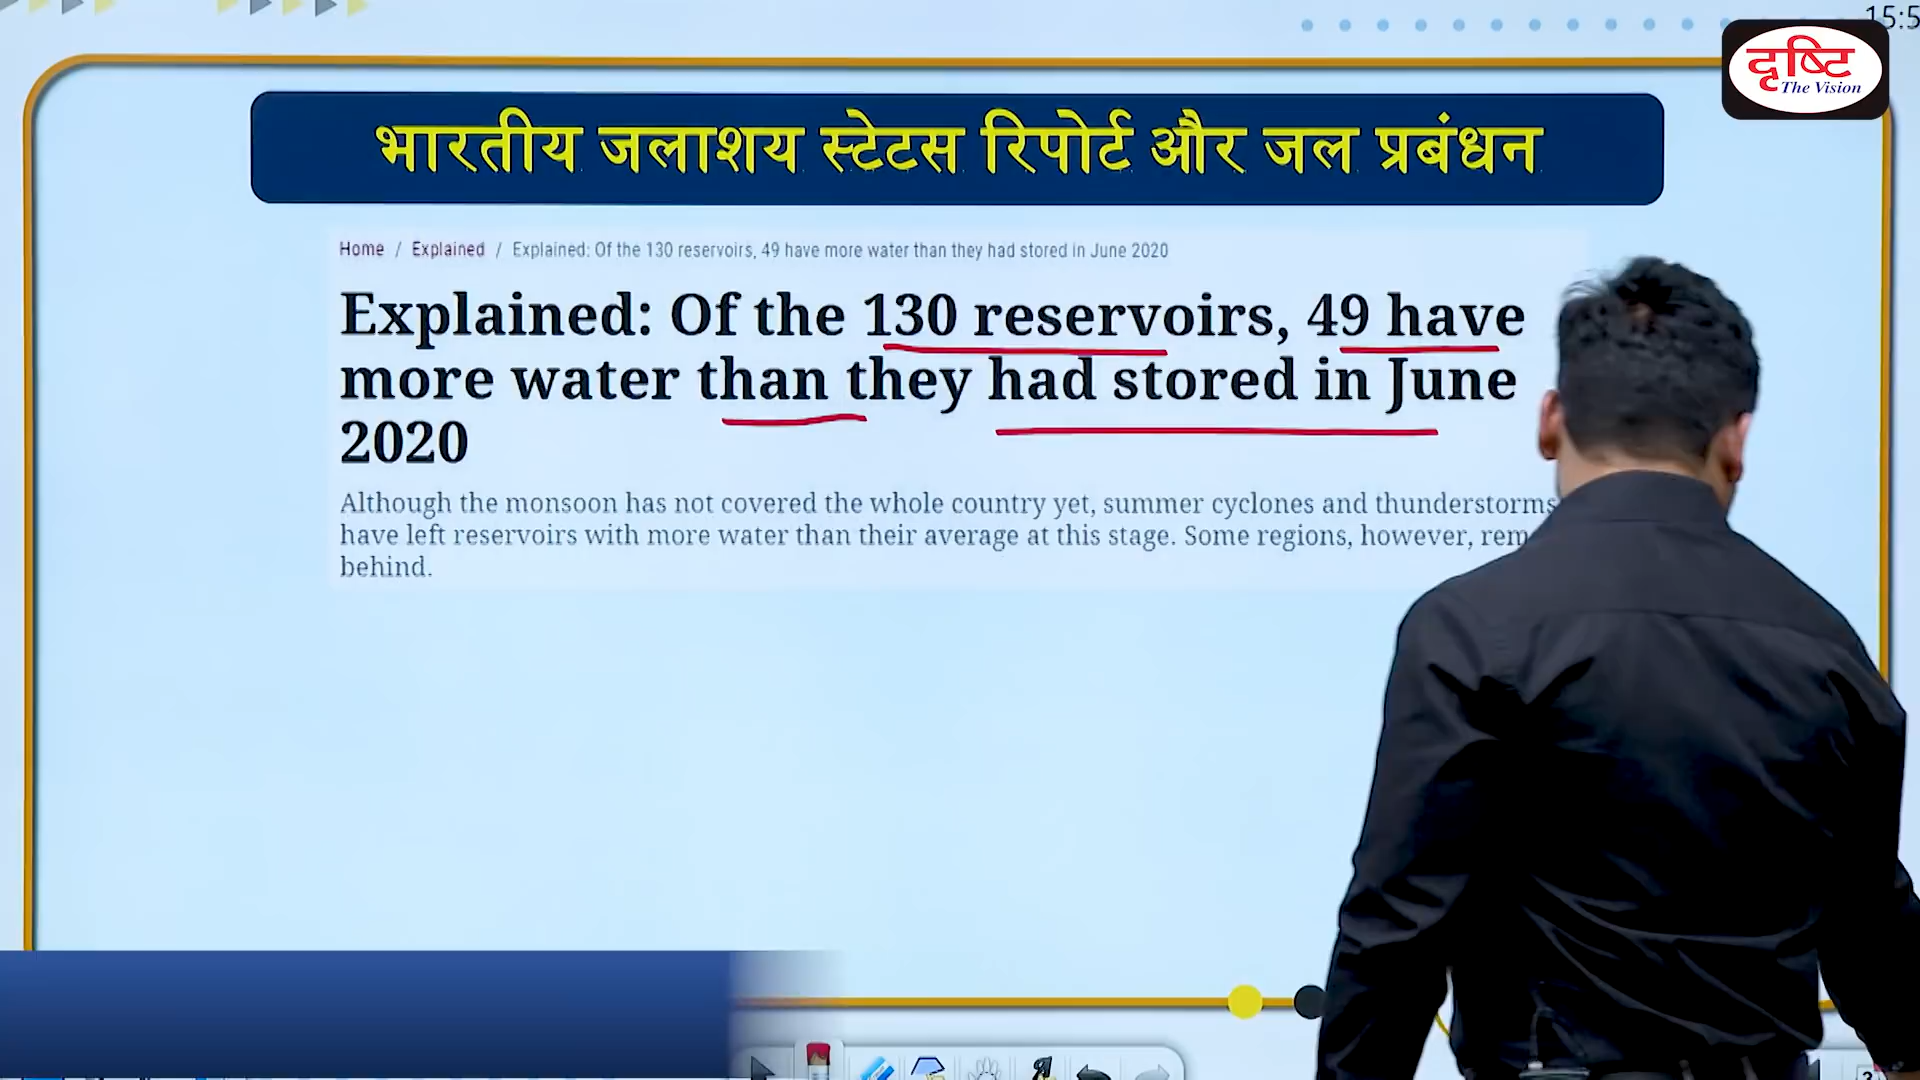 15:5
दृष्टि
The Vision
भारतीय जलाशय स्टेटस रिपोर्ट और जल प्रबंधन
Home / Explained / Explained: Of the 130 reservoirs, 49 have more water than they had stored in June 2020
Explained: Of the 130 reservoirs, 49 have
more water than they had stored in June
2020
Although the monsoon has not covered the whole country yet, summer cyclones and thunderstorms
have left reservoirs with more water than their average at this stage. Some regions, however,
behind.